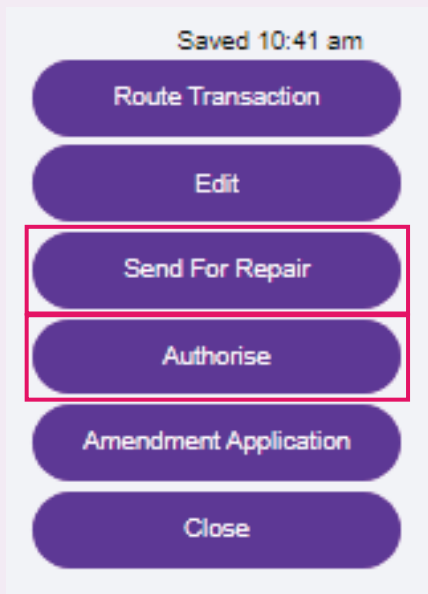 Saved 10:41 am
Route Transaction
Edit
Send For Repair
Authorise
Amendment Application
Close